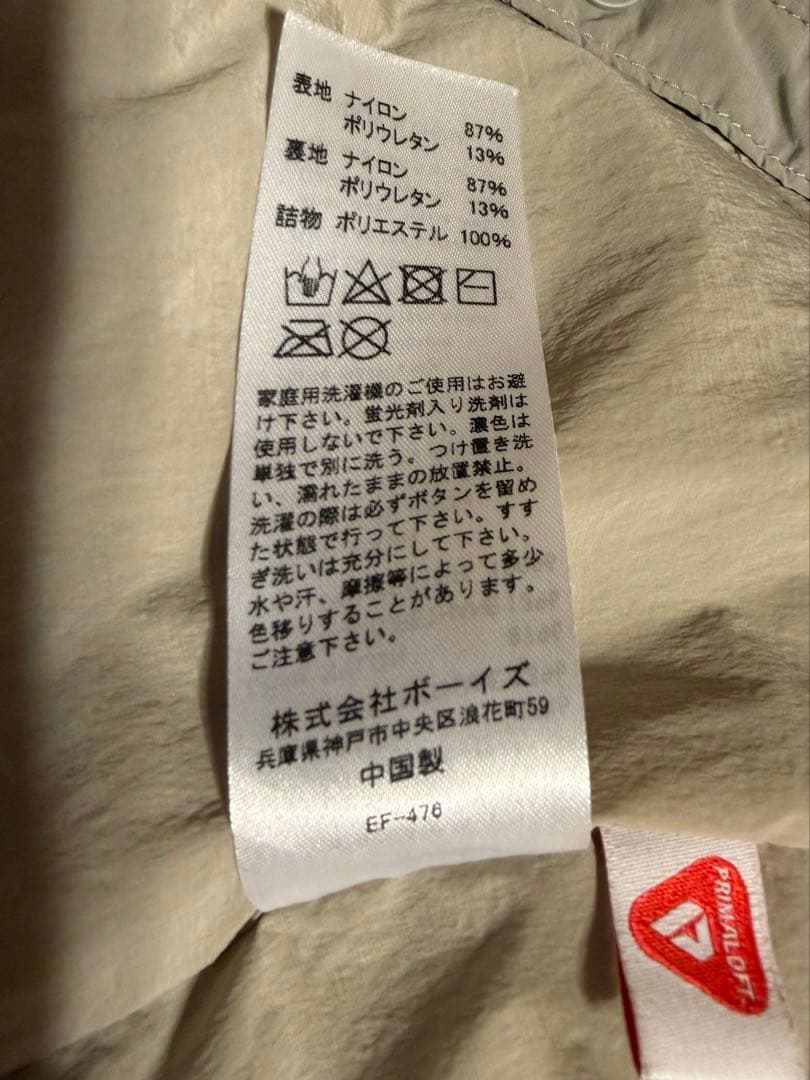 表地 ナイロン 87%
ポリウレタン 13%
裏地 ナイロン 87%
ポリウレタン 13%
詰物 ポリエステル 100%
家庭用洗濯機のご使用はお避
け下さい。蛍光剤入り洗剤は
使用しないで下さい。濃色は
単独で別に洗う。つけ置き洗
い、濡れたままの放置禁止。
洗濯の際は必ずボタンを留め
た状態で行って下さい。すす
ぎ洗いは充分にして下さい。
水や汗、摩擦等によって多少
色移りすることがあります。
ご注意下さい。
株式会社ボーイズ
兵庫県神戸市中央区浪花町59
中国製
EF-476
PRIMALOFT